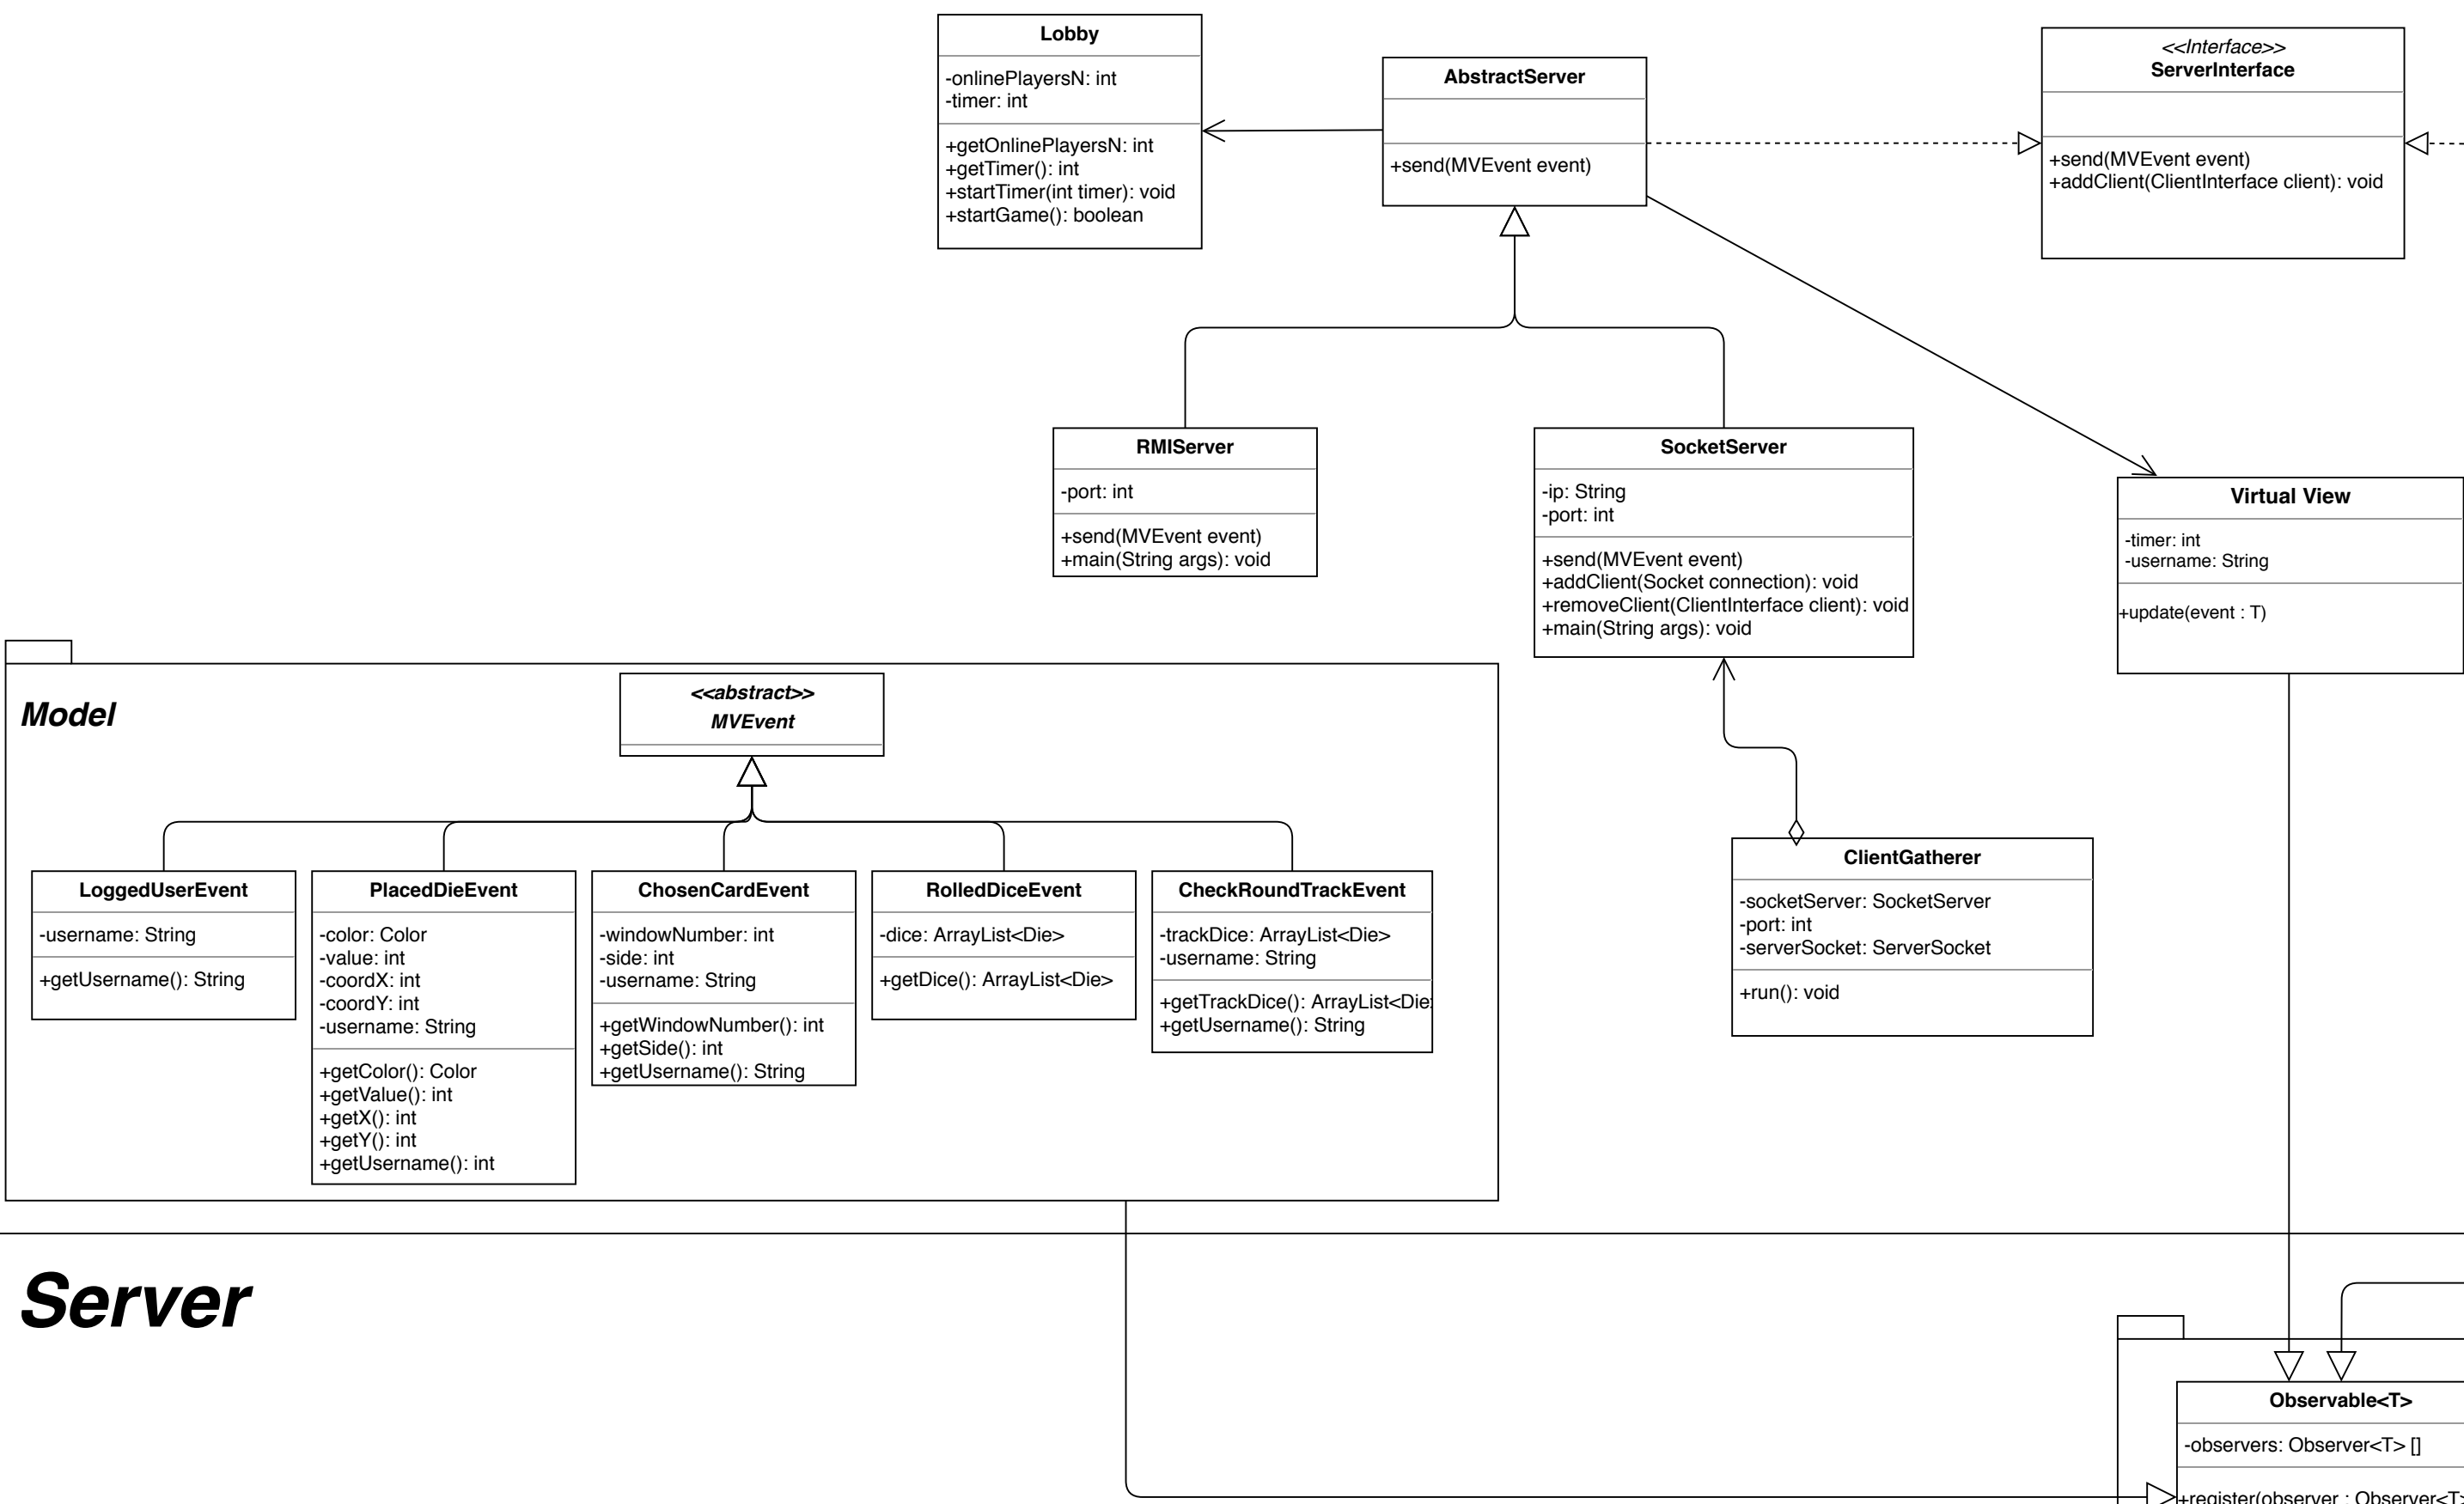 Lobby
-onlinePlayersN: int
-timer: int
+getOnlinePlayersN: int
+getTimer(): int
+startTimer(int timer): void
+startGame(): boolean
AbstractServer
+send(MVEvent event)
<<Interface>>
ServerInterface
+send(MVEvent event)
+addClient(ClientInterface client): void
RMIServer
-port: int
+send(MVEvent event)
+main(String args): void
SocketServer
-ip: String
-port: int
+send(MVEvent event)
+addClient(Socket connection): void
+removeClient(ClientInterface client): void
+main(String args): void
Virtual View
-timer: int
-username: String
+update(event : T)
Model
<<abstract>>
MVEvent
LoggedUserEvent
-username: String
+getUsername(): String
PlacedDieEvent
-color: Color
-value: int
-coordX: int
-coordY: int
-username: String
+getColor(): Color
+getValue(): int
+getX(): int
+getY(): int
+getUsername(): int
ChosenCardEvent
-windowNumber: int
-side: int
-username: String
+getWindowNumber(): int
+getSide(): int
+getUsername(): String
RolledDiceEvent
-dice: ArrayList<Die>
+getDice(): ArrayList<Die>
CheckRoundTrackEvent
-trackDice: ArrayList<Die>
-username: String
+getTrackDice(): ArrayList<Die>
+getUsername(): String
ClientGatherer
-socketServer: SocketServer
-port: int
-serverSocket: ServerSocket
+run(): void
Server
Observable<T>
-observers: Observer<T> []
+register(observer : Observer<T>